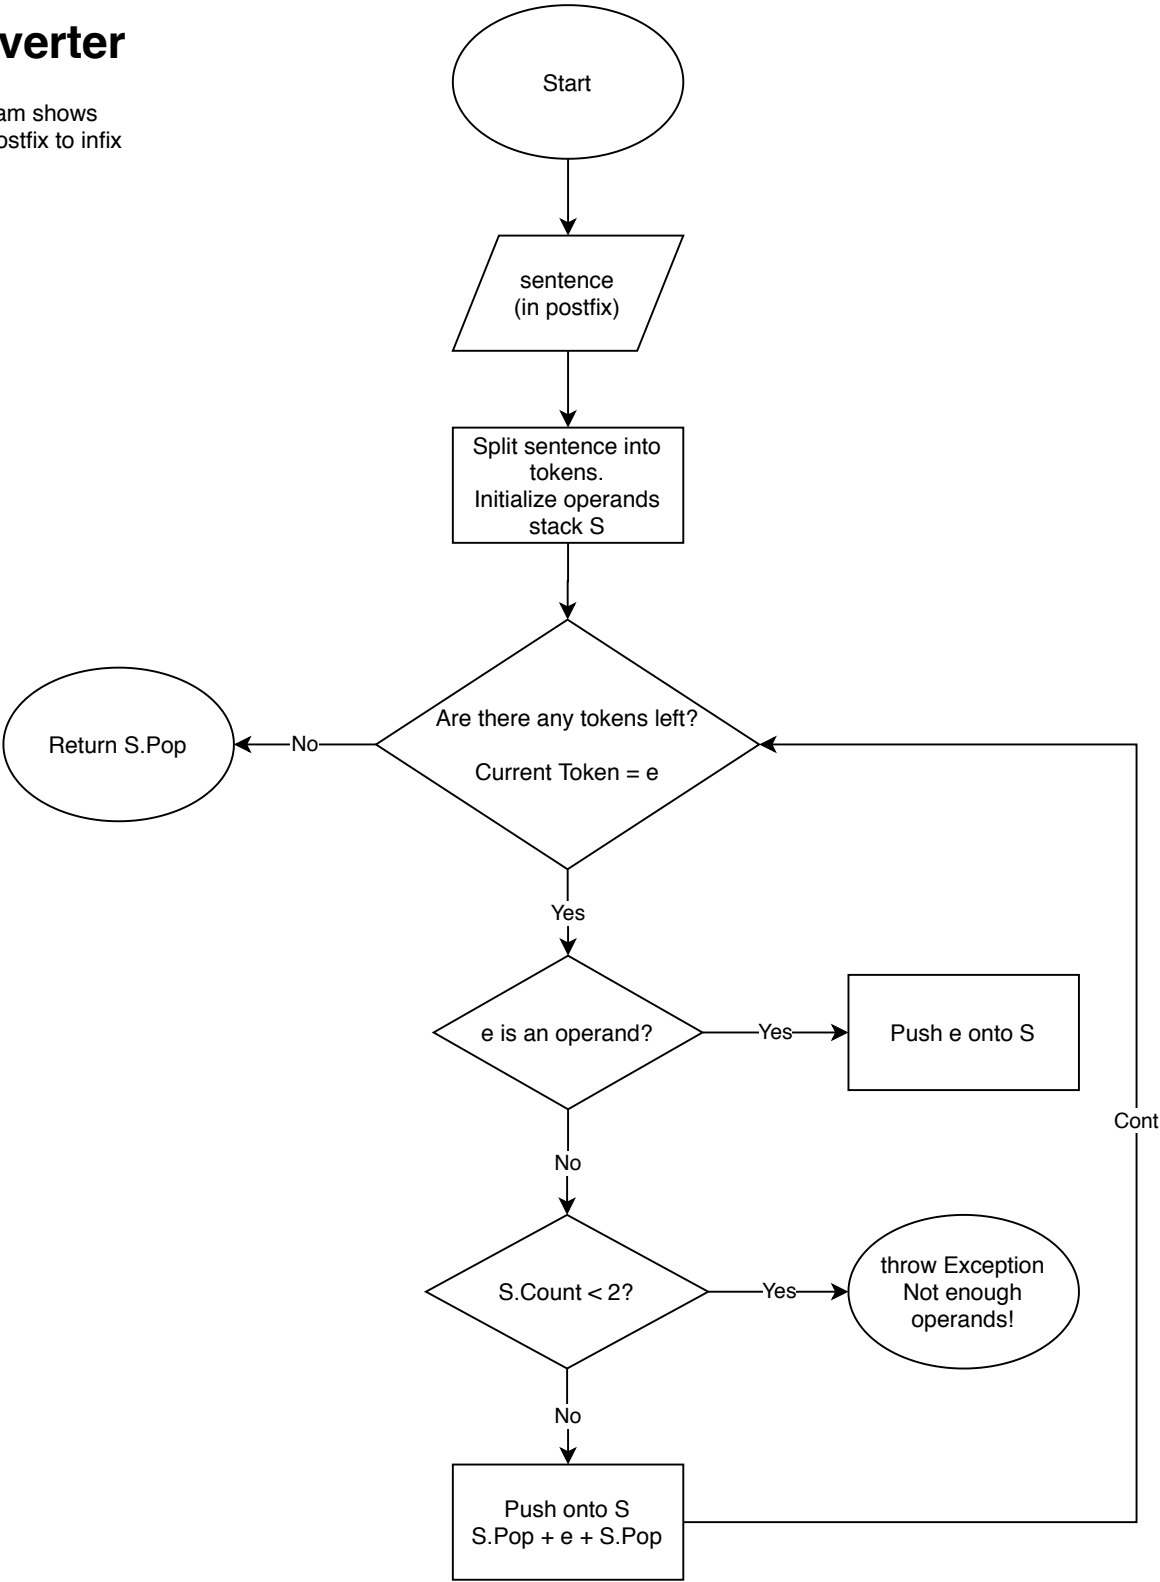 verter
am shows
ostfix to infix
Start
sentence
(in postfix)
Split sentence into
tokens.
Initialize operands
stack S
Are there any tokens left?
Current Token = e
No
Return S.Pop
Yes
e is an operand?
Yes
Push e onto S
Cont
No
S.Count < 2?
Yes
throw Exception
Not enough
operands!
No
Push onto S
S.Pop + e + S.Pop